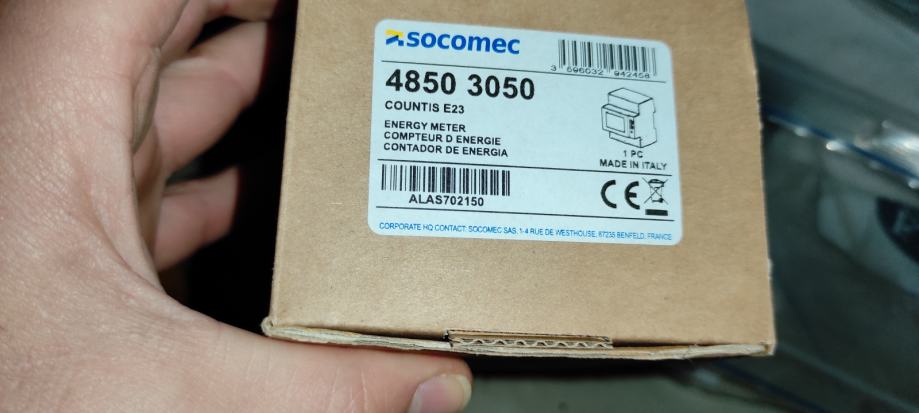 socomec
3 596032 942458
4850 3050
COUNTIS E23
ENERGY METER
COMPTEUR D ENERGIE
CONTADOR DE ENERGIA
1 PC
MADE IN ITALY
ALAS702150
CE
CORPORATE HQ CONTACT: SOCOMEC SAS, 1-4 RUE DE WESTHOUSE, 67235 BENFELD, FRANCE